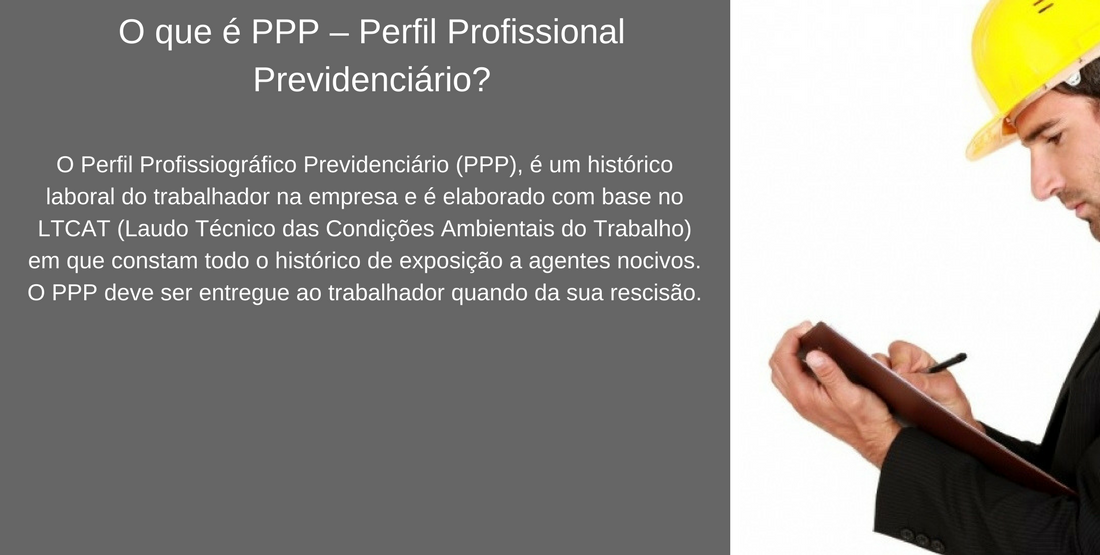 O que é PPP – Perfil Profissional
Previdenciário?
O Perfil Profissiográfico Previdenciário (PPP), é um histórico
laboral do trabalhador na empresa e é elaborado com base no
LTCAT (Laudo Técnico das Condições Ambientais do Trabalho)
em que constam todo o histórico de exposição a agentes nocivos.
O PPP deve ser entregue ao trabalhador quando da sua rescisão.